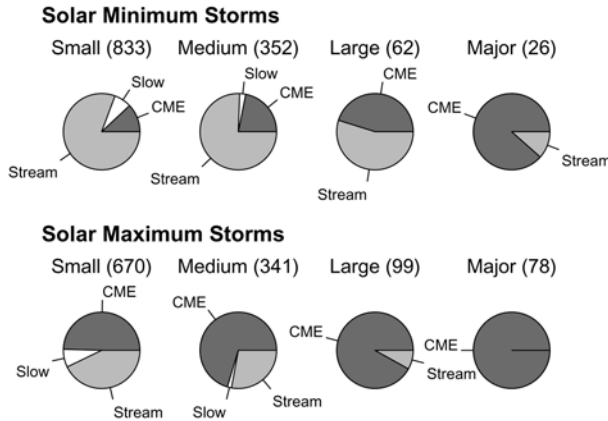 Solar Minimum Storms
Small (833) Medium (352) Large (62) Major (26)
Slow
CME
Stream
Slow
CME
Stream
CME
Stream
CME
Stream
Solar Maximum Storms
Small (670) Medium (341) Large (99) Major (78)
CME
Slow
Stream
CME
Slow
Stream
CME
Stream
CME